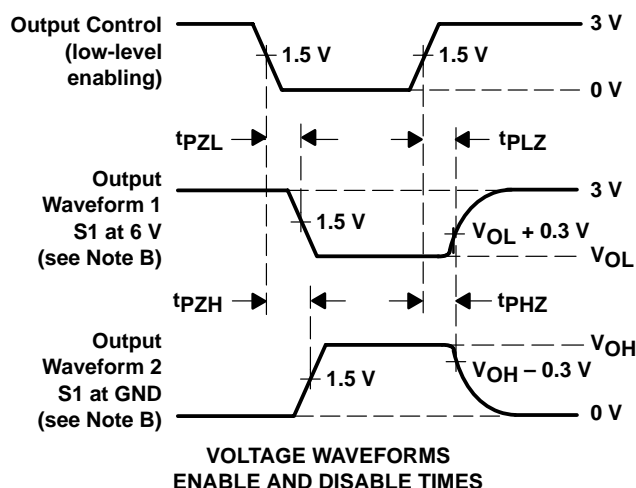 Output Control
(low-level
enabling)
1.5 V
1.5 V
3 V
0 V
tPZL
tPLZ
Output
Waveform 1
S1 at 6 V
(see Note B)
1.5 V
3 V
VOL + 0.3 V
VOL
tPZH
tPHZ
Output
Waveform 2
S1 at GND
(see Note B)
1.5 V
VOH
VOH – 0.3 V
0 V
VOLTAGE WAVEFORMS
ENABLE AND DISABLE TIMES